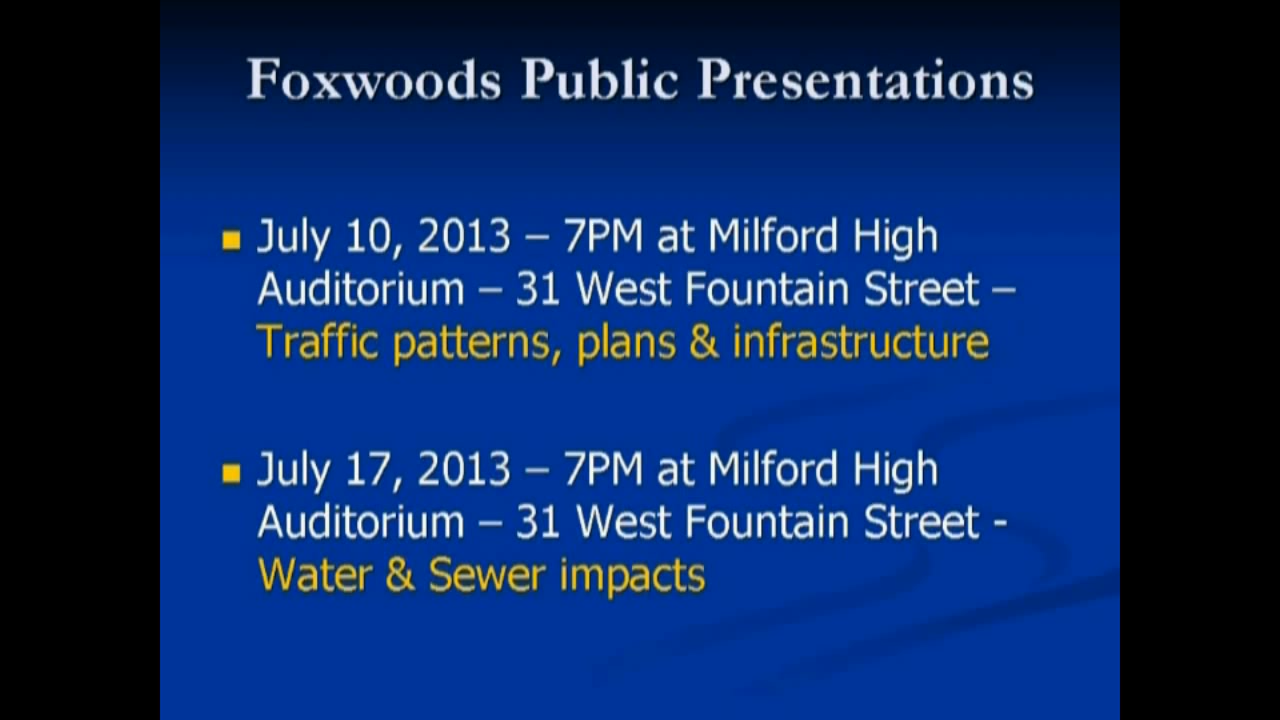 Foxwoods Public Presentations
July 10, 2013 – 7PM at Milford High
Auditorium – 31 West Fountain Street –
Traffic patterns, plans & infrastructure
July 17, 2013 – 7PM at Milford High
Auditorium – 31 West Fountain Street -
Water & Sewer impacts